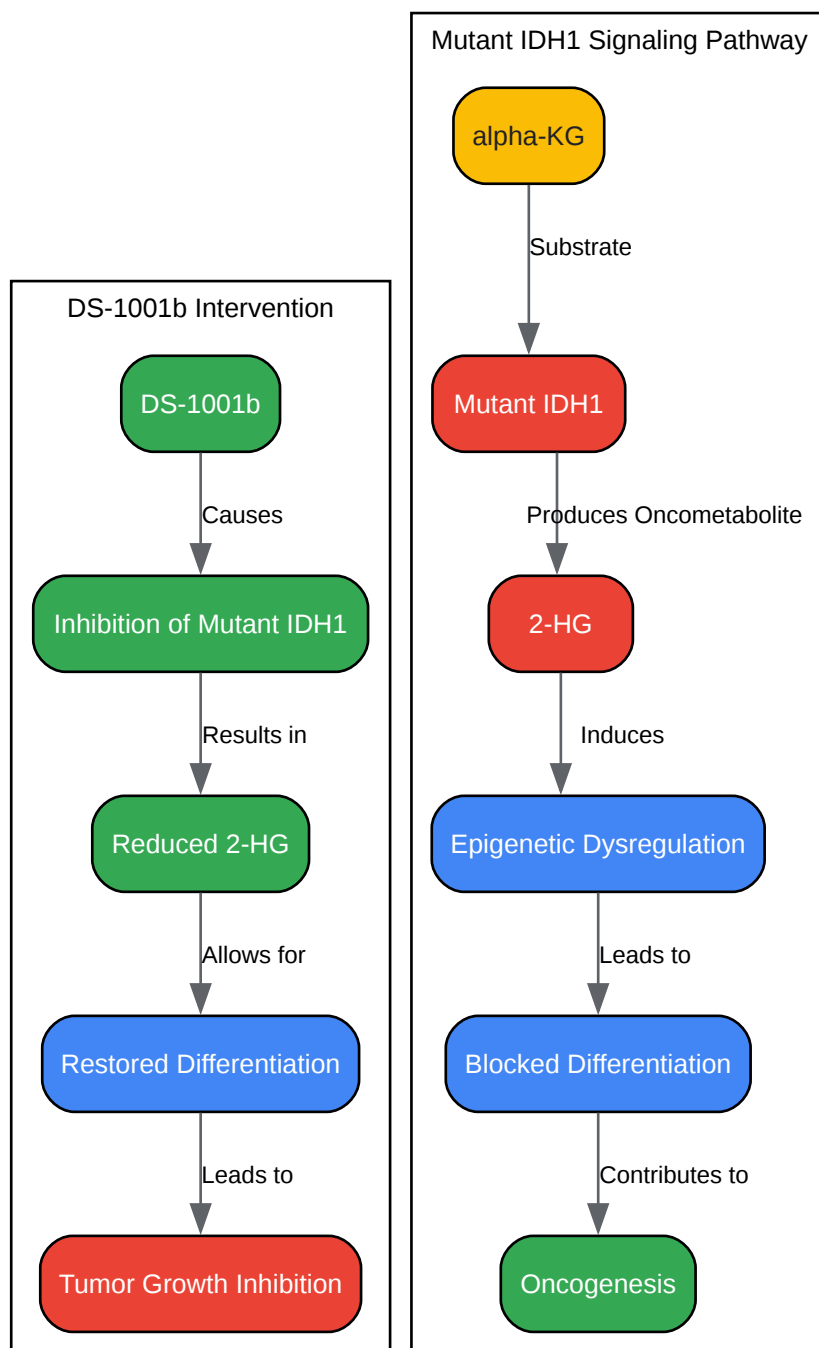 DS-1001b Intervention
DS-1001b
Causes
Inhibition of Mutant IDH1
Results in
Reduced 2-HG
Allows for
Restored Differentiation
Leads to
Tumor Growth Inhibition
Mutant IDH1 Signaling Pathway
alpha-KG
Substrate
Mutant IDH1
Produces Oncometabolite
2-HG
Induces
Epigenetic Dysregulation
Leads to
Blocked Differentiation
Contributes to
Oncogenesis